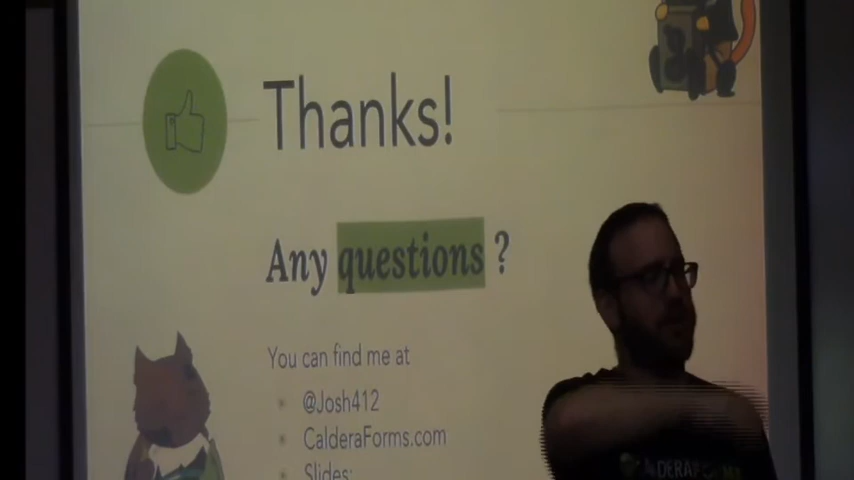 Thanks!
Any questions ?
You can find me at
@Josh412
CalderaForms.com
Slides: